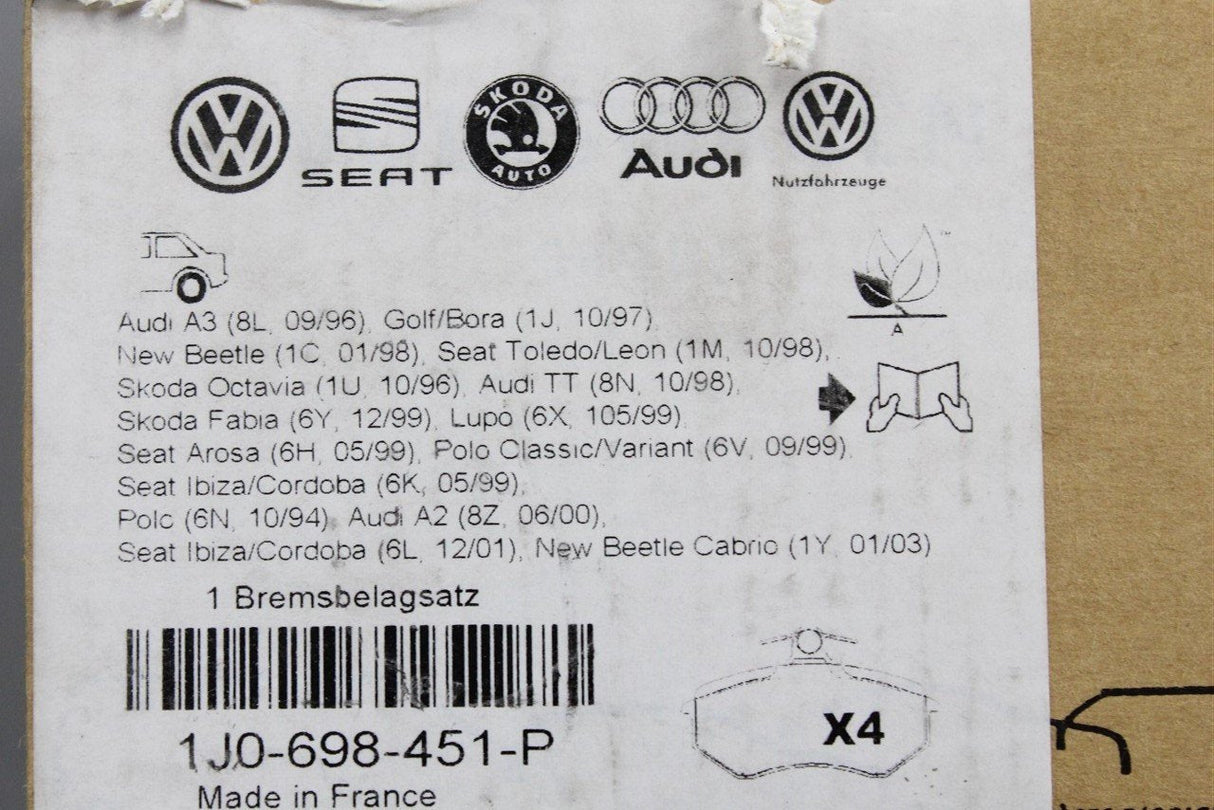 SKODA AUTO
SEAT Audi Nutzfahrzeuge
Audi A3 (8L, 09/96), Golf/Bora (1J, 10/97),
New Beetle (1C, 01/98), Seat Toledo/Leon (1M, 10/98),
Skoda Octavia (1U, 10/96), Audi TT (8N, 10/98),
A
Skoda Fabia (6Y, 12/99), Lupo (6X, 105/99),
Seat Arosa (6H, 05/99), Polo Classic/Variant (6V, 09/99),
Seat Ibiza/Cordoba (6K, 05/99),
Polo (6N, 10/94), Audi A2 (8Z, 06/00),
Seat Ibiza/Cordoba (6L, 12/01), New Beetle Cabrio (1Y, 01/03)
1 Bremsbelagsatz
X4
1J0-698-451-P
Made in France